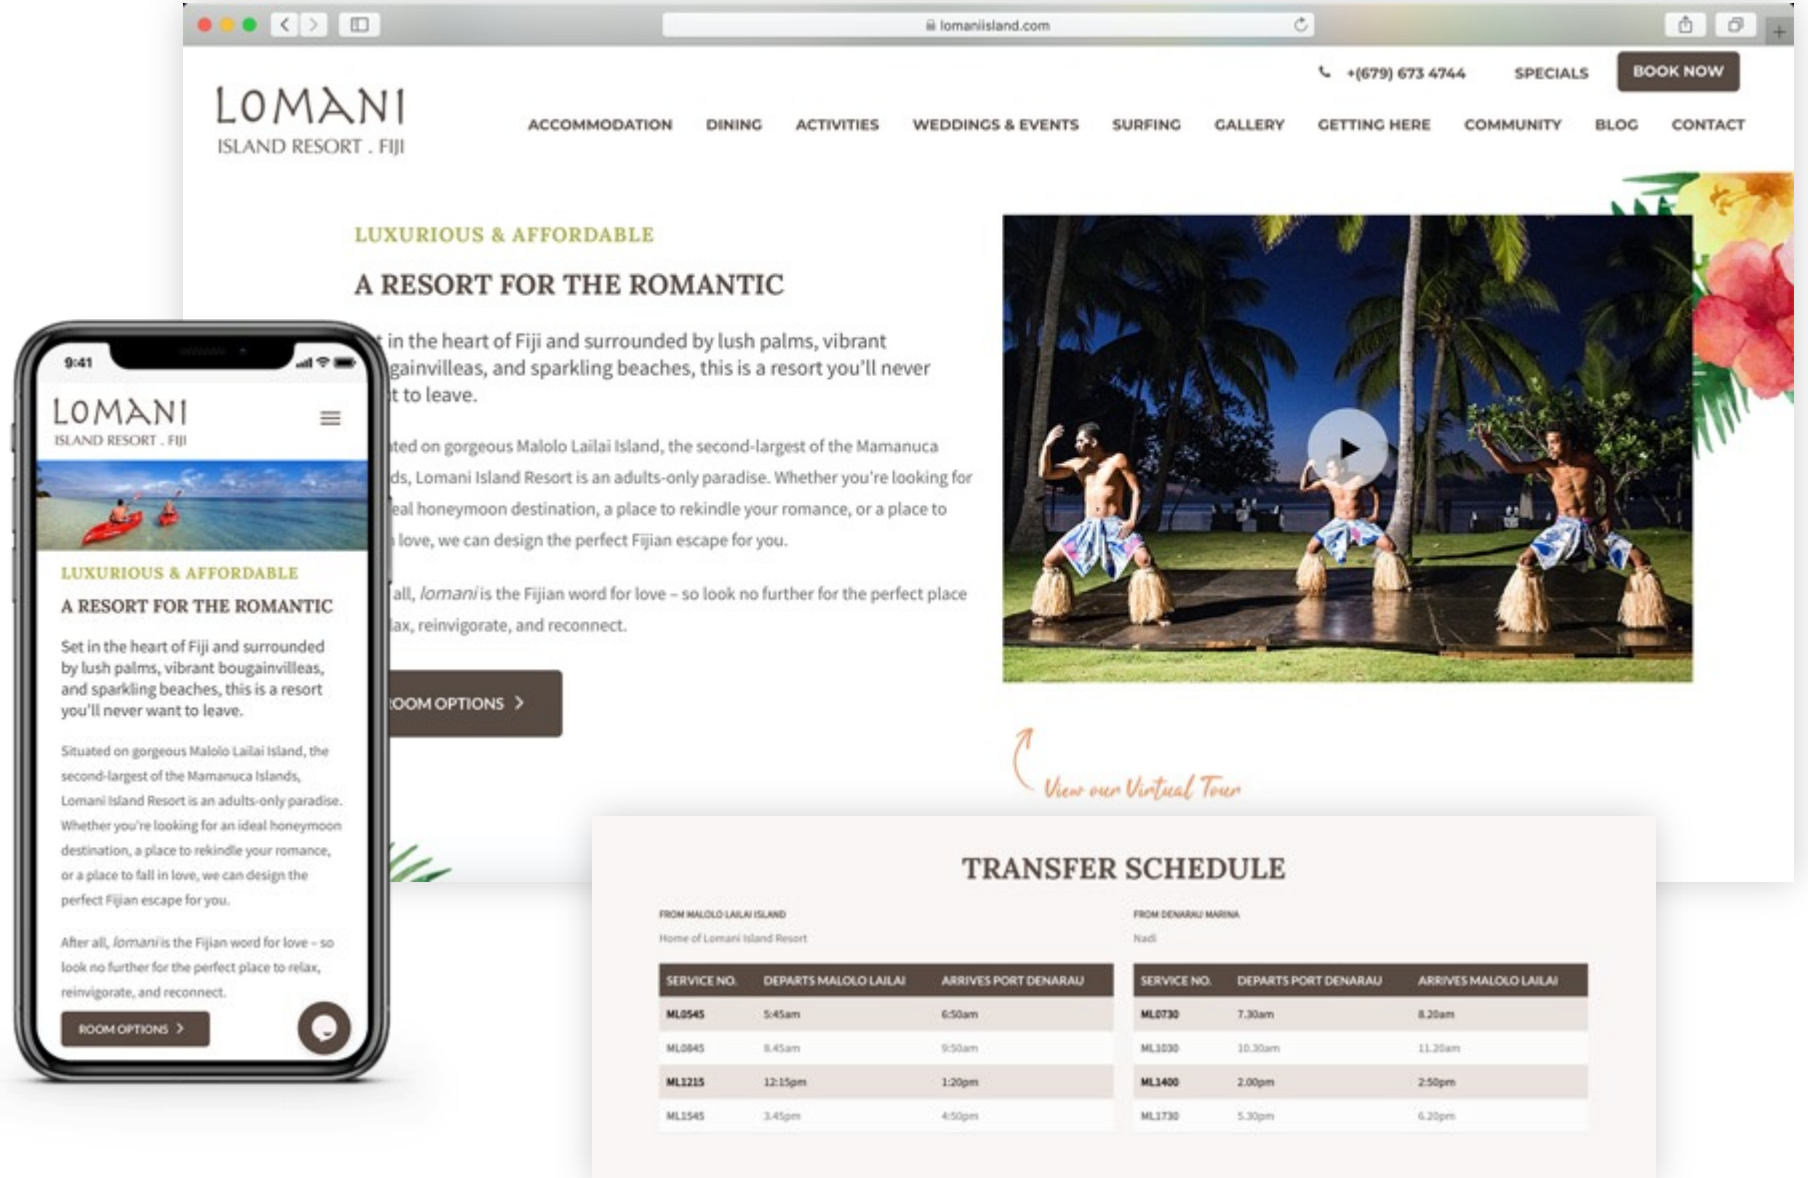 lomaniisland.com
+(679) 673 4744 SPECIALS BOOK NOW
LOMANI
ISLAND RESORT . FIJI
ACCOMMODATION DINING ACTIVITIES WEDDINGS & EVENTS SURFING GALLERY GETTING HERE COMMUNITY BLOG CONTACT
LUXURIOUS & AFFORDABLE
A RESORT FOR THE ROMANTIC
t in the heart of Fiji and surrounded by lush palms, vibrant
gainvilleas, and sparkling beaches, this is a resort you'll never
t to leave.
ted on gorgeous Malolo Lailai Island, the second-largest of the Mamanuca
ds, Lomani Island Resort is an adults-only paradise. Whether you're looking for
eal honeymoon destination, a place to rekindle your romance, or a place to
love, we can design the perfect Fijian escape for you.
all, lomani is the Fijian word for love – so look no further for the perfect place
lax, reinvigorate, and reconnect.
ROOM OPTIONS
View our Virtual Tour
9:41
LOMANI
ISLAND RESORT . FIJI
LUXURIOUS & AFFORDABLE
A RESORT FOR THE ROMANTIC
Set in the heart of Fiji and surrounded
by lush palms, vibrant bougainvilleas,
and sparkling beaches, this is a resort
you'll never want to leave.
Situated on gorgeous Malolo Lailai Island, the
second-largest of the Mamanuca Islands,
Lomani Island Resort is an adults-only paradise.
Whether you're looking for an ideal honeymoon
destination, a place to rekindle your romance,
or a place to fall in love, we can design the
perfect Fijian escape for you.
After all, lomani is the Fijian word for love – so
look no further for the perfect place to relax,
reinvigorate, and reconnect.
ROOM OPTIONS
TRANSFER SCHEDULE
FROM MALOLO LAILAI ISLAND
Home of Lomani Island Resort
SERVICE NO. DEPARTS MALOLO LAILAI ARRIVES PORT DENARAU
ML0545 5:45am 6:50am
ML0845 8.45am 9:50am
ML1215 12:15pm 1:20pm
ML1545 3.45pm 4:50pm
FROM DENARAU MARINA
Nadi
SERVICE NO. DEPARTS PORT DENARAU ARRIVES MALOLO LAILAI
ML0730 7.30am 8.20am
ML1030 10.30am 11.20am
ML1400 2.00pm 2:50pm
ML1730 5.30pm 6.20pm